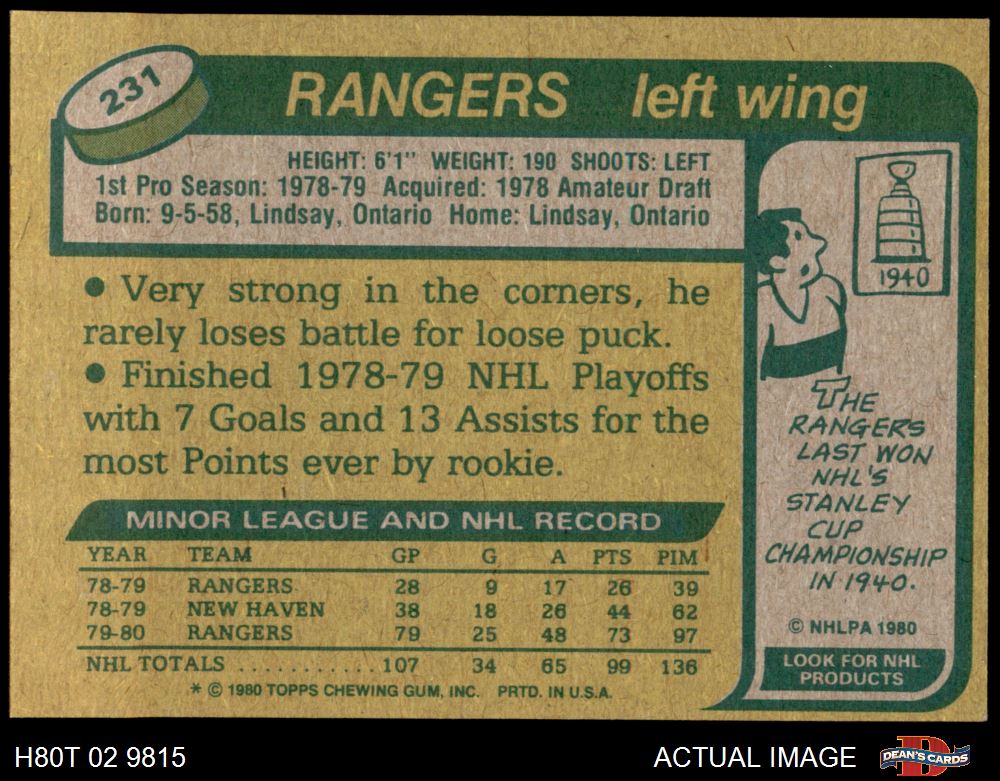 231
RANGERS left wing
HEIGHT: 6'1" WEIGHT: 190 SHOOTS: LEFT
1st Pro Season: 1978-79 Acquired: 1978 Amateur Draft
Born: 9-5-58, Lindsay, Ontario Home: Lindsay, Ontario
• Very strong in the corners, he
rarely loses battle for loose puck.
• Finished 1978-79 NHL Playoffs
with 7 Goals and 13 Assists for the
most Points ever by rookie.
MINOR LEAGUE AND NHL RECORD
YEAR TEAM GP G A PTS PIM
78-79 RANGERS 28 9 17 26 39
78-79 NEW HAVEN 38 18 26 44 62
79-80 RANGERS 79 25 48 73 97
NHL TOTALS . . . . . . . . . . . 107 34 65 99 136
* © 1980 TOPPS CHEWING GUM, INC. PRTD. IN U.S.A.
1940
THE
RANGERS
LAST WON
NHL'S
STANLEY
CUP
CHAMPIONSHIP
IN 1940.
© NHLPA 1980
LOOK FOR NHL
PRODUCTS
H80T 02 9815
ACTUAL IMAGE
D
DEAN'S CARDS